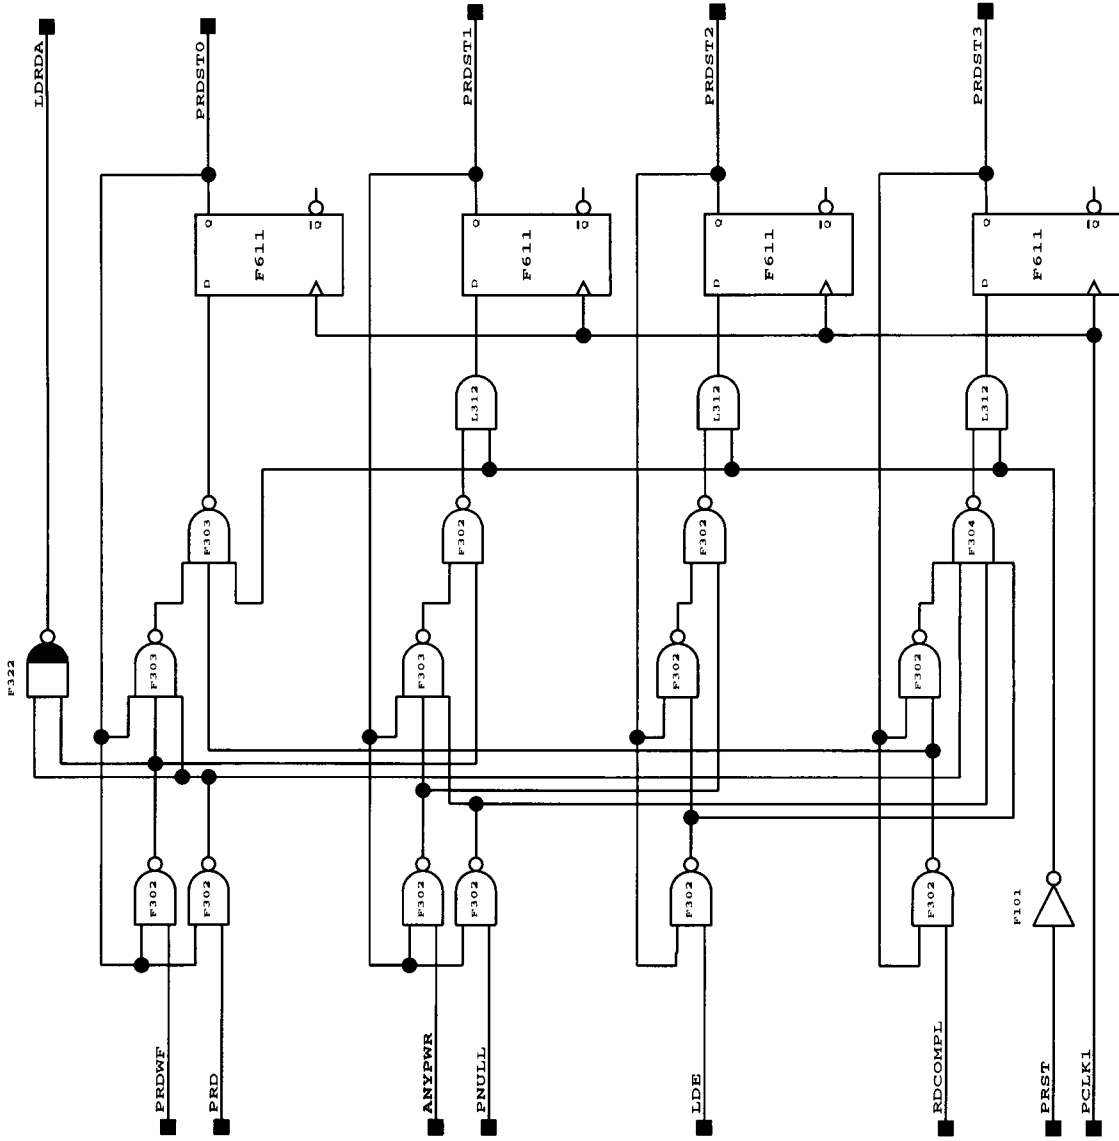 LDRDA
PRDST0
PRDST1
PRDST2
PRDST3
Q
Q
Q
Q
Q
Q
Q
Q
F611
F611
F611
F611
D
D
D
D
L312
L312
L312
F303
F302
F302
F304
F322
F303
F303
F302
F302
F302
F302
F302
F302
F302
F302
F101
PRDWF
PRD
ANYPWR
PNULL
LDE
RDCOMPL
PRST
PCLK1